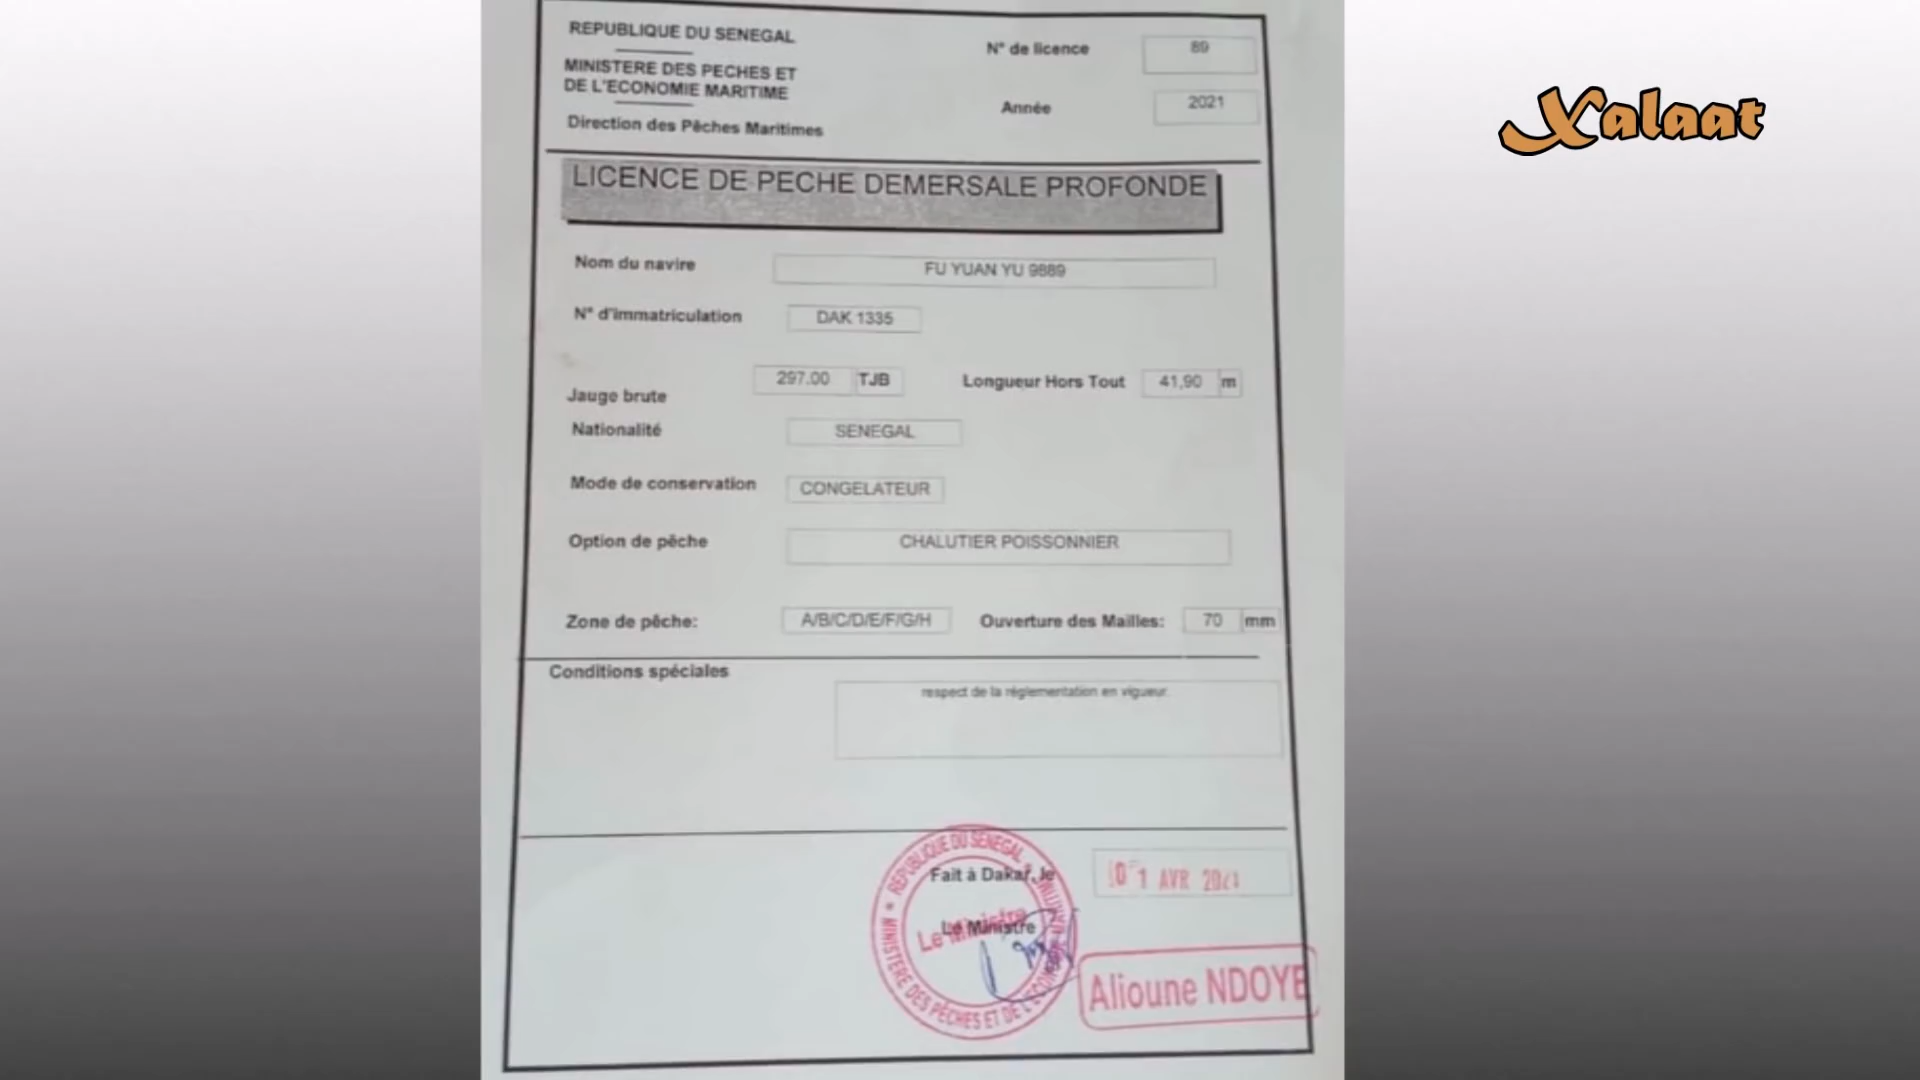 REPUBLIQUE DU SENEGAL
MINISTERE DES PECHES ET
DE L'ECONOMIE MARITIME
Direction des Pêches Maritimes
N° de licence 89
Année 2021
Xalaat
LICENCE DE PECHE DEMERSALE PROFONDE
Nom du navire FU YUAN YU 9889
N° d'immatriculation DAK 1335
Jauge brute 297.00 TJB Longueur Hors Tout 41,90 m
Nationalité SENEGAL
Mode de conservation CONGELATEUR
Option de pêche CHALUTIER POISSONNIER
Zone de pêche: A/B/C/D/E/F/G/H Ouverture des Mailles: 70 mm
Conditions spéciales
respect de la réglementation en vigueur.
REPUBLIQUE DU SENEGAL
MINISTERE DES PÊCHES ET DE L'ECONOMIE
Fait à Dakar, le 01 AVR 2021
Le Ministre
Le Ministre
Alioune NDOYE